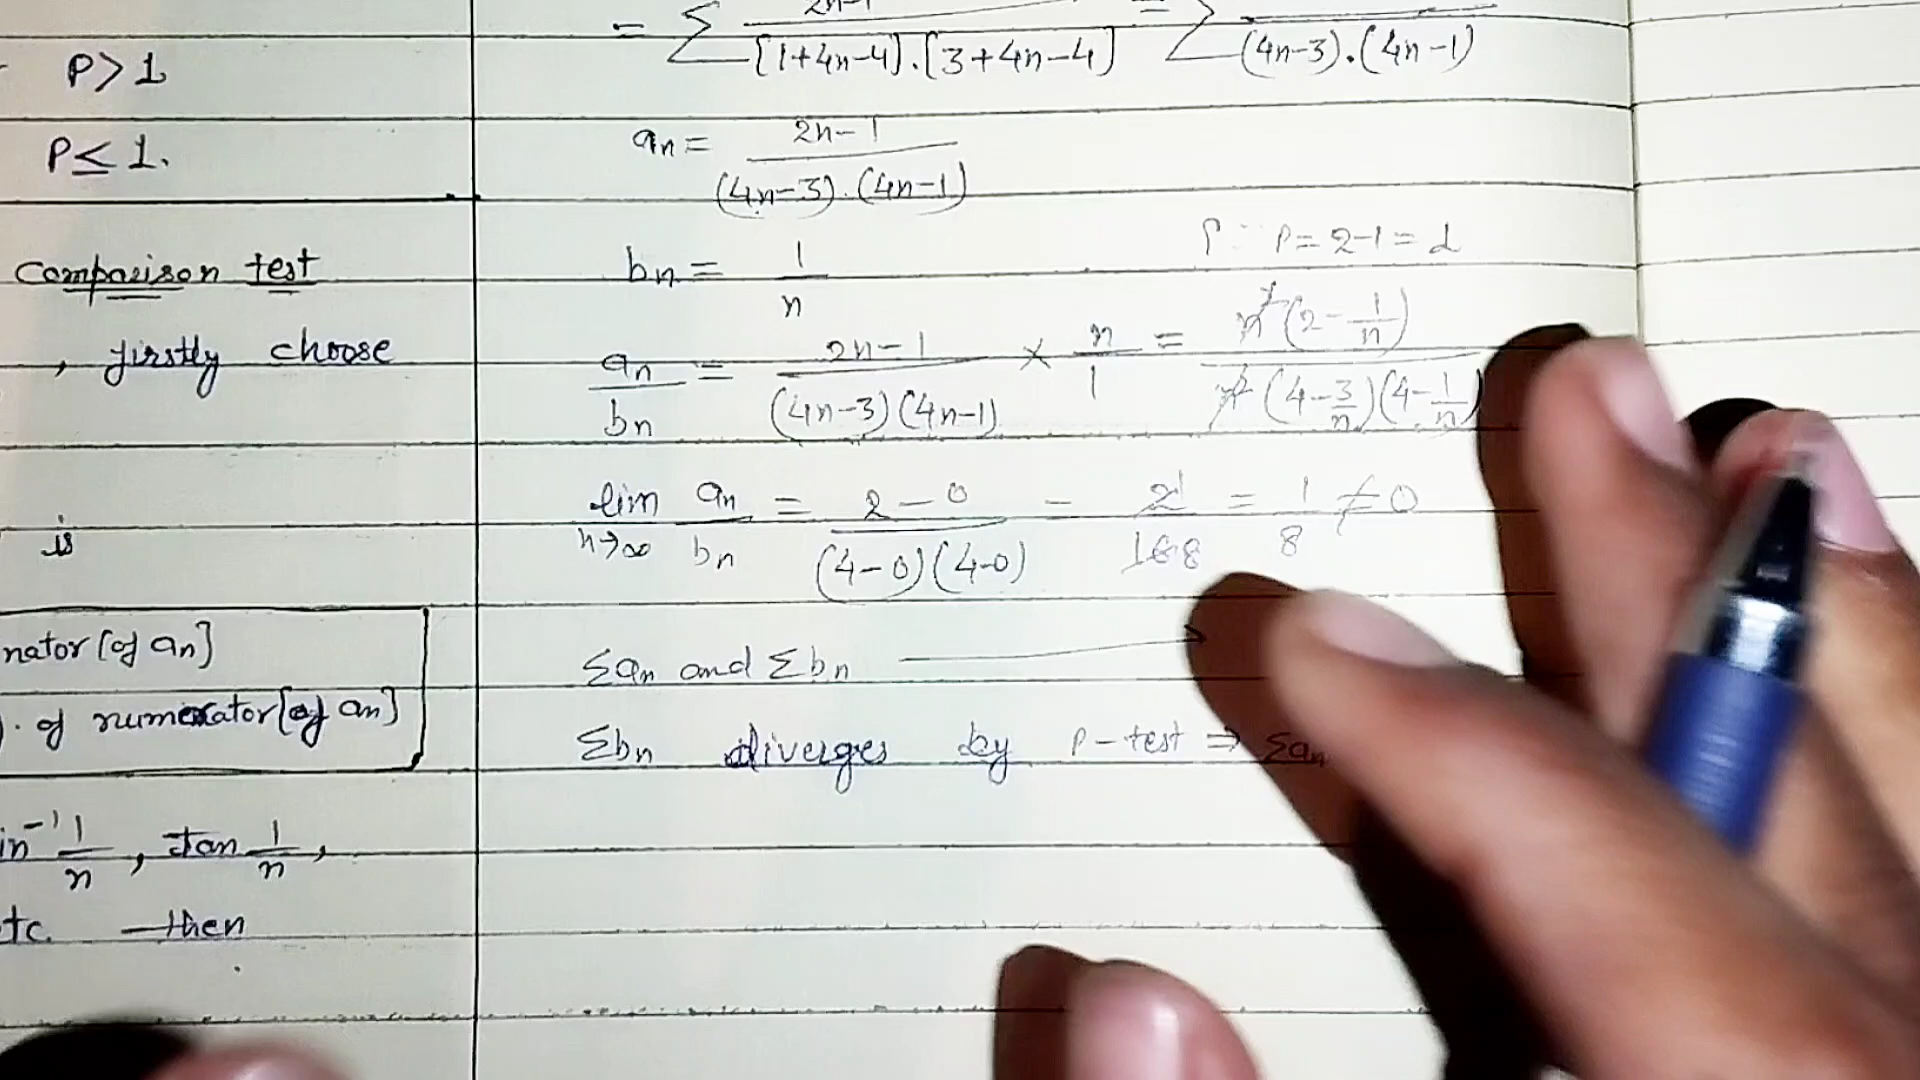 P>1
P≤1.
Comparison test
, firstly choose
is
nator [of an]
. of numerator [of an]
in⁻¹ 1/n , Tan 1/n ,
tc. then
= Σ 2n-1 / [1+4n-4].[3+4n-4] = Σ / (4n-3).(4n-1)
an = 2n-1 / (4n-3).(4n-1)
P P=2-1=1
bn = 1/n
an/bn = 2n-1 / (4n-3)(4n-1) × n/1 = n²(2-1/n) / n²(4-3/n)(4-1/n)
lim n→∞ an/bn = 2-0 / (4-0)(4-0) = 2 1 / 16 8 = 1/8 ≠ 0
Σan and Σbn →
Σbn diverges by P-test ⇒ Σan